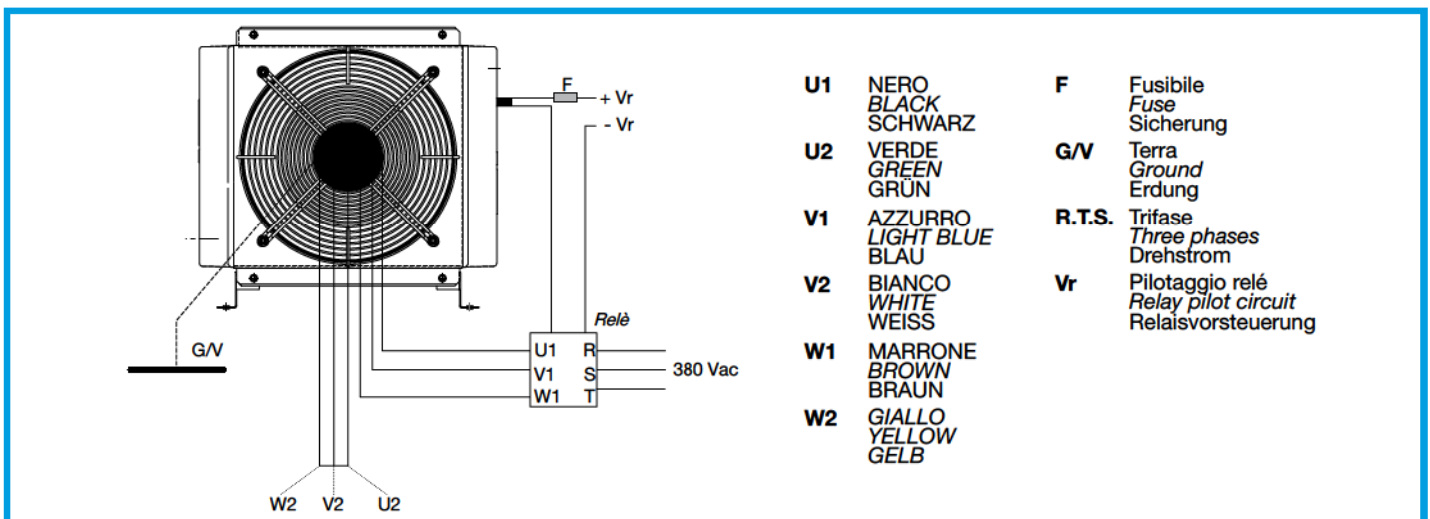 F
+ Vr
- Vr
G/V
Relè
U1 R
V1 S
W1 T
380 Vac
W2 V2 U2
U1 NERO
BLACK
SCHWARZ
U2 VERDE
GREEN
GRÜN
V1 AZZURRO
LIGHT BLUE
BLAU
V2 BIANCO
WHITE
WEISS
W1 MARRONE
BROWN
BRAUN
W2 GIALLO
YELLOW
GELB
F Fusibile
Fuse
Sicherung
G/V Terra
Ground
Erdung
R.T.S. Trifase
Three phases
Drehstrom
Vr Pilotaggio relé
Relay pilot circuit
Relaisvorsteuerung